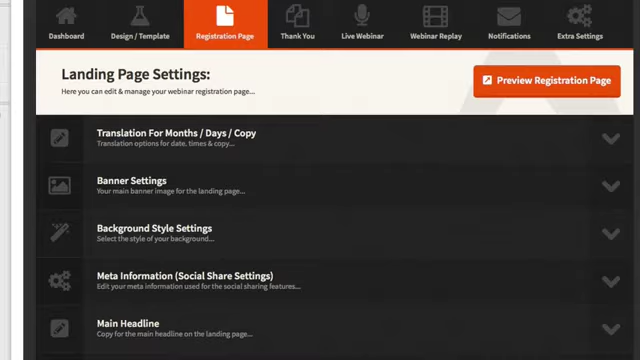 Dashboard
Design / Template
Registration Page
Thank You
Live Webinar
Webinar Replay
Notifications
Extra Settings
Landing Page Settings:
Here you can edit & manage your webinar registration page...
Preview Registration Page
Translation For Months / Days / Copy
Translation options for date, times & copy...
Banner Settings
Your main banner image for the landing page...
Background Style Settings
Select the style of your background...
Meta Information (Social Share Settings)
Edit your meta information used for the social sharing features...
Main Headline
Copy for the main headline on the landing page...